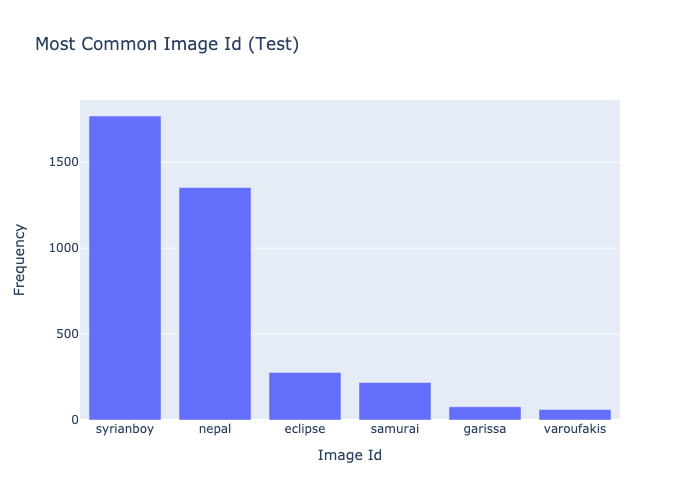 Most Common Image Id (Test)
1500
1000
500
0
Frequency
syrianboy nepal eclipse samurai garissa varoufakis
Image Id